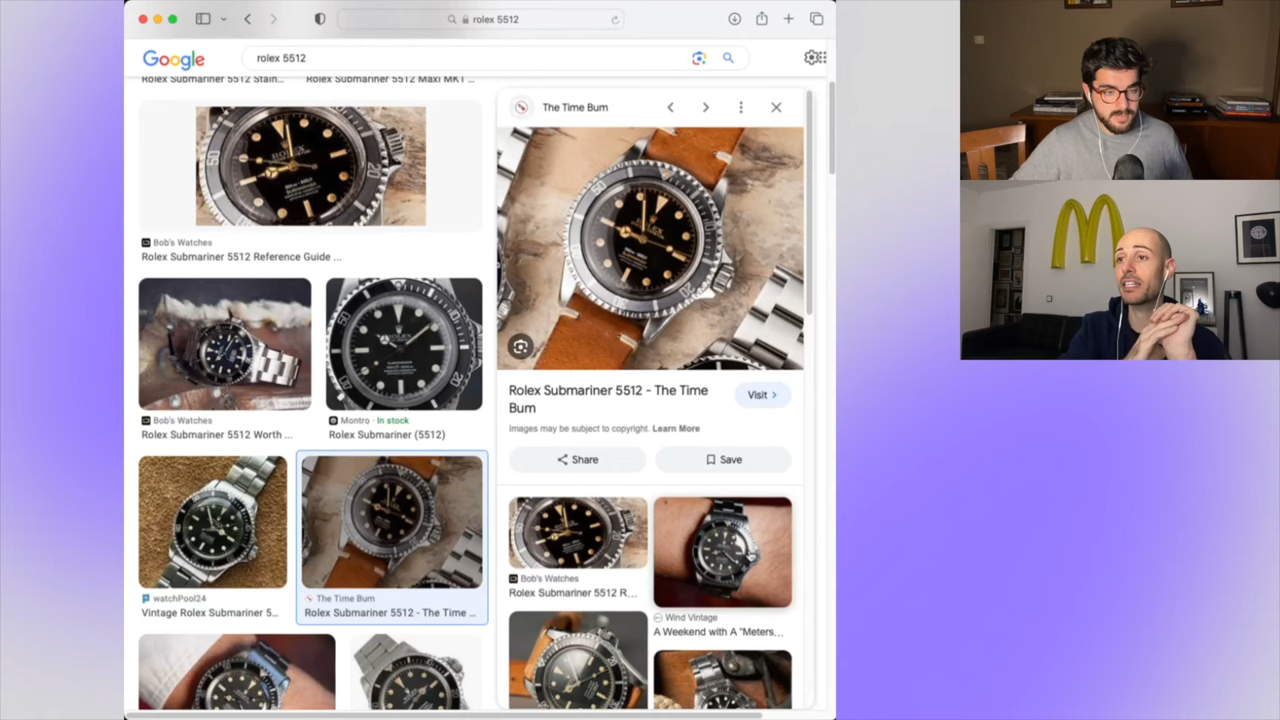 rolex 5512
Google
rolex 5512
Rolex Submariner 5512 Stain...
Rolex Submariner 5512 Maxi MK1 ...
The Time Bum
ROLEX
Bob's Watches
Rolex Submariner 5512 Reference Guide ...
Rolex Submariner 5512 - The Time
Bum
Visit
Images may be subject to copyright. Learn More
Share
Save
Bob's Watches
Rolex Submariner 5512 Worth ...
Montro · In stock
Rolex Submariner (5512)
watchPool24
Vintage Rolex Submariner 5...
The Time Bum
Rolex Submariner 5512 - The Time ...
Bob's Watches
Rolex Submariner 5512 R...
Wind Vintage
A Weekend with A "Meters...